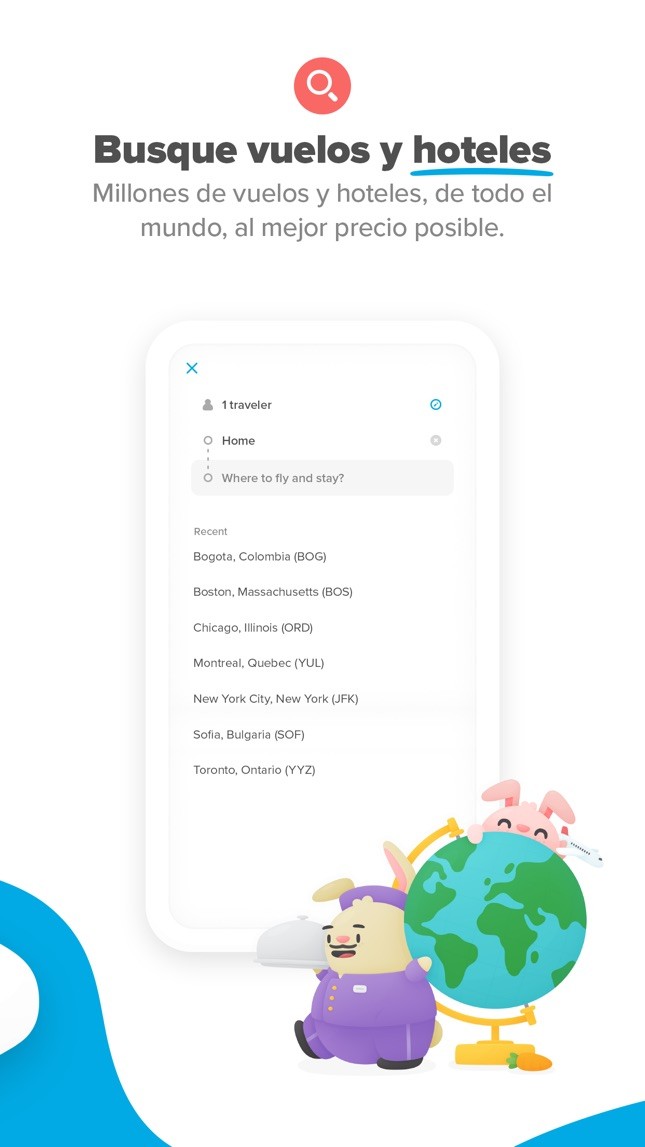 Busque vuelos y hoteles
Millones de vuelos y hoteles, de todo el
mundo, al mejor precio posible.
1 traveler
Home
Where to fly and stay?
Recent
Bogota, Colombia (BOG)
Boston, Massachusetts (BOS)
Chicago, Illinois (ORD)
Montreal, Quebec (YUL)
New York City, New York (JFK)
Sofia, Bulgaria (SOF)
Toronto, Ontario (YYZ)